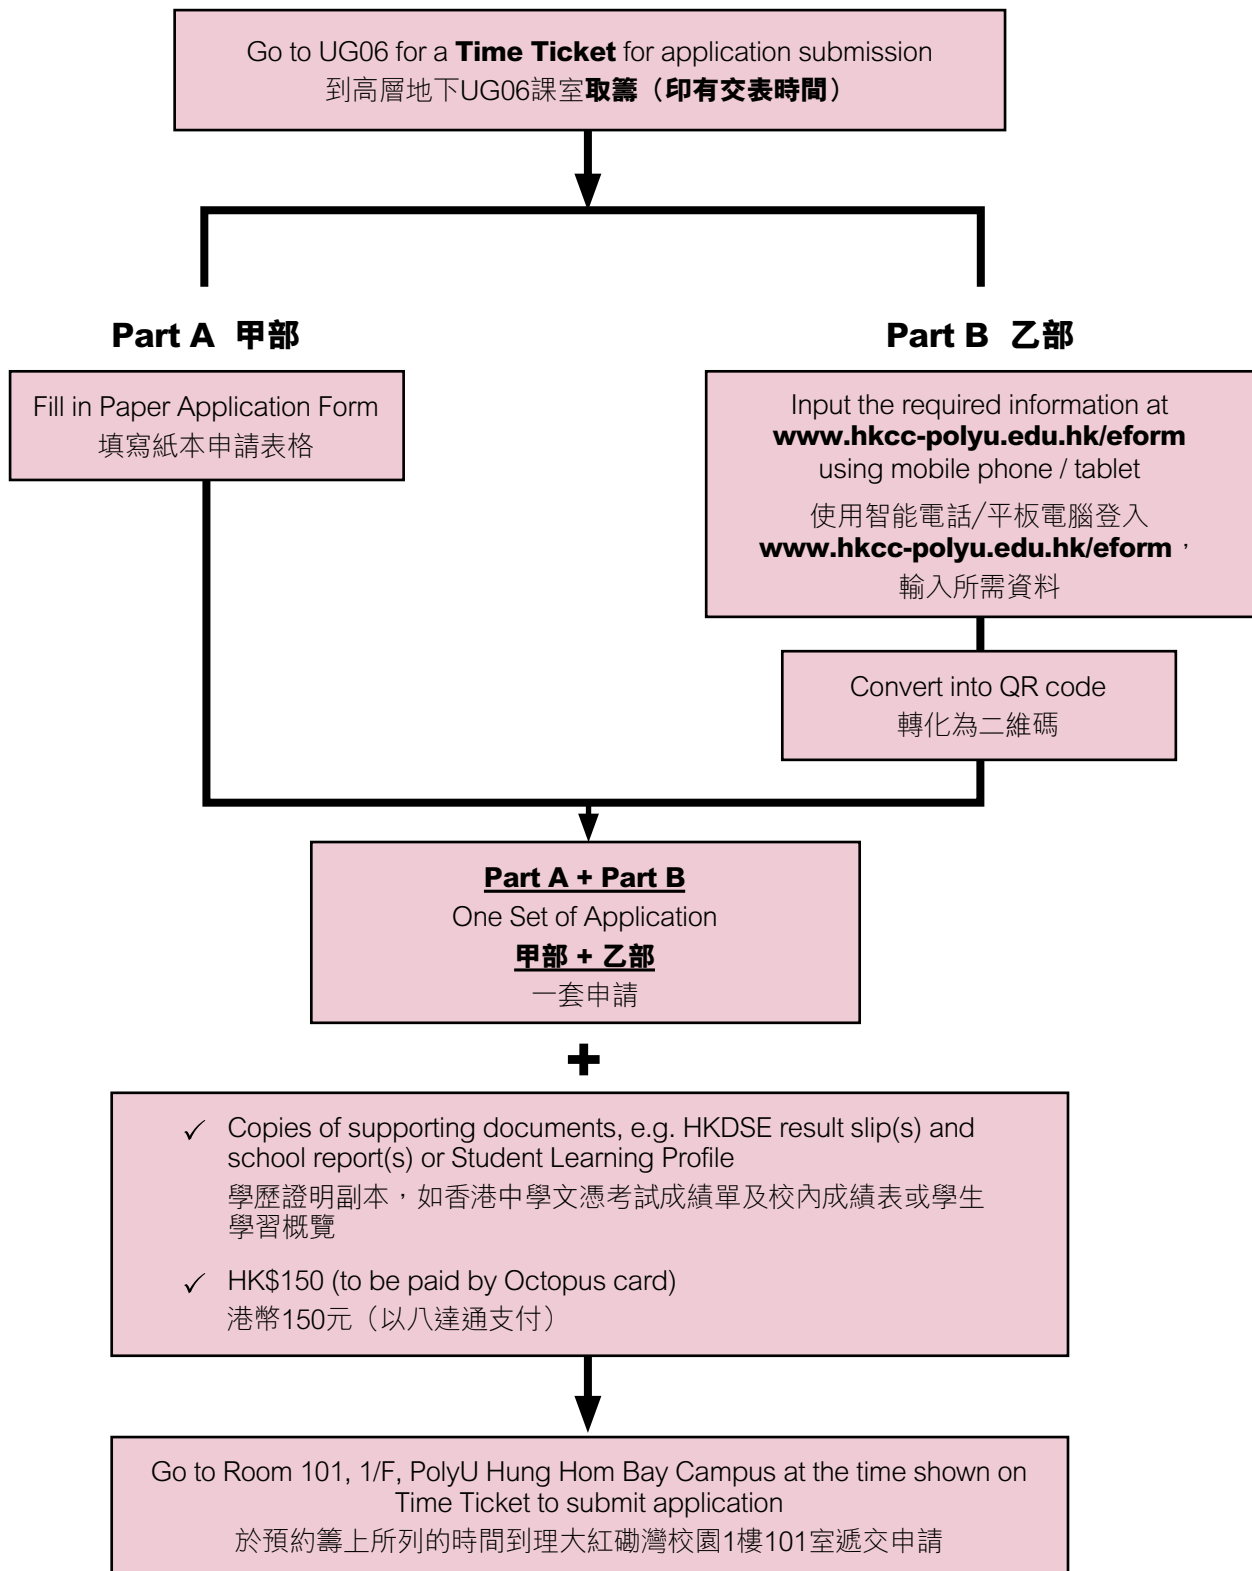 Go to UG06 for a Time Ticket for application submission
到高層地下UG06課室取籌（印有交表時間）
Part A 甲部
Fill in Paper Application Form
填寫紙本申請表格
Part B 乙部
Input the required information at
www.hkcc-polyu.edu.hk/eform
using mobile phone / tablet
使用智能電話/平板電腦登入
www.hkcc-polyu.edu.hk/eform，
輸入所需資料
Convert into QR code
轉化為二維碼
Part A + Part B
One Set of Application
甲部 + 乙部
一套申請
+
✓ Copies of supporting documents, e.g. HKDSE result slip(s) and
school report(s) or Student Learning Profile
學歷證明副本，如香港中學文憑考試成績單及校內成績表或學生
學習概覽
✓ HK$150 (to be paid by Octopus card)
港幣150元（以八達通支付）
Go to Room 101, 1/F, PolyU Hung Hom Bay Campus at the time shown on
Time Ticket to submit application
於預約籌上所列的時間到理大紅磡灣校園1樓101室遞交申請